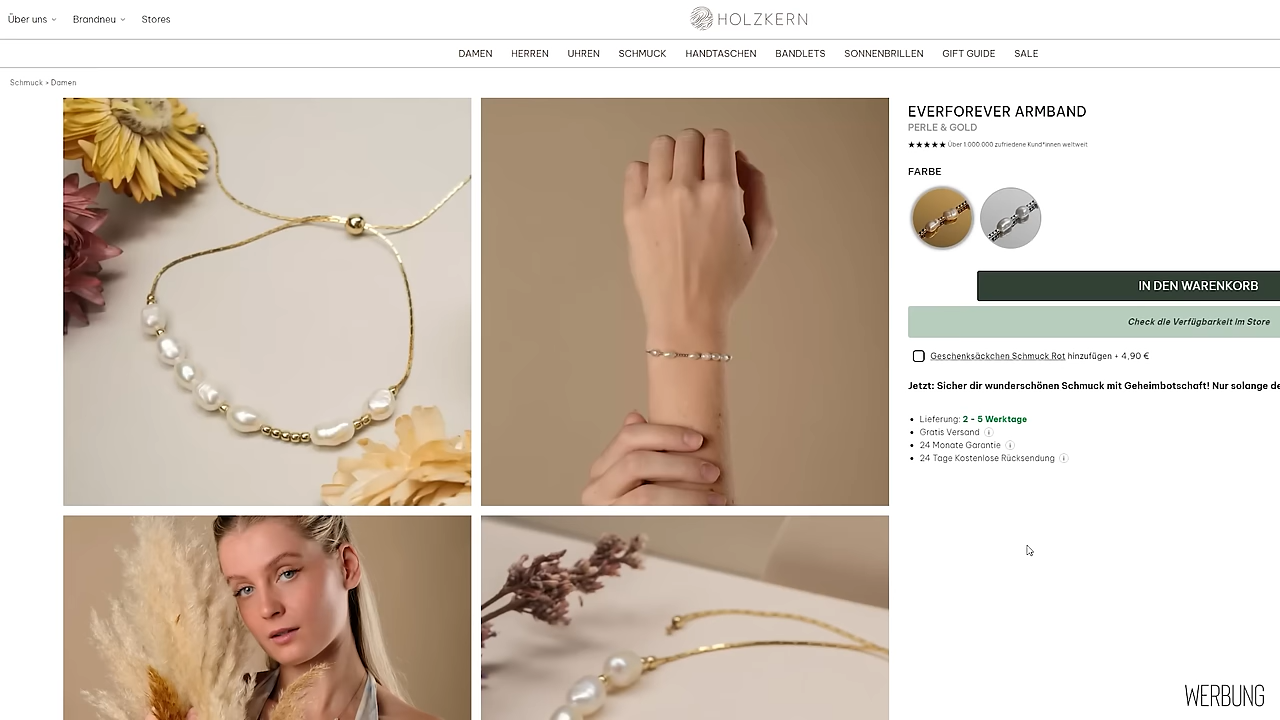 Über uns Brandneu Stores
HOLZKERN
DAMEN HERREN UHREN SCHMUCK HANDTASCHEN BANDLETS SONNENBRILLEN GIFT GUIDE SALE
Schmuck > Damen
EVERFOREVER ARMBAND
PERLE & GOLD
★★★★★ Über 1.000.000 zufriedene Kund*innen weltweit
FARBE
IN DEN WARENKORB
Check die Verfügbarkeit im Store
Geschenksäckchen Schmuck Rot hinzufügen + 4,90 €
Jetzt: Sicher dir wunderschönen Schmuck mit Geheimbotschaft! Nur solange de
• Lieferung: 2 - 5 Werktage
• Gratis Versand
• 24 Monate Garantie
• 24 Tage Kostenlose Rücksendung
WERBUNG